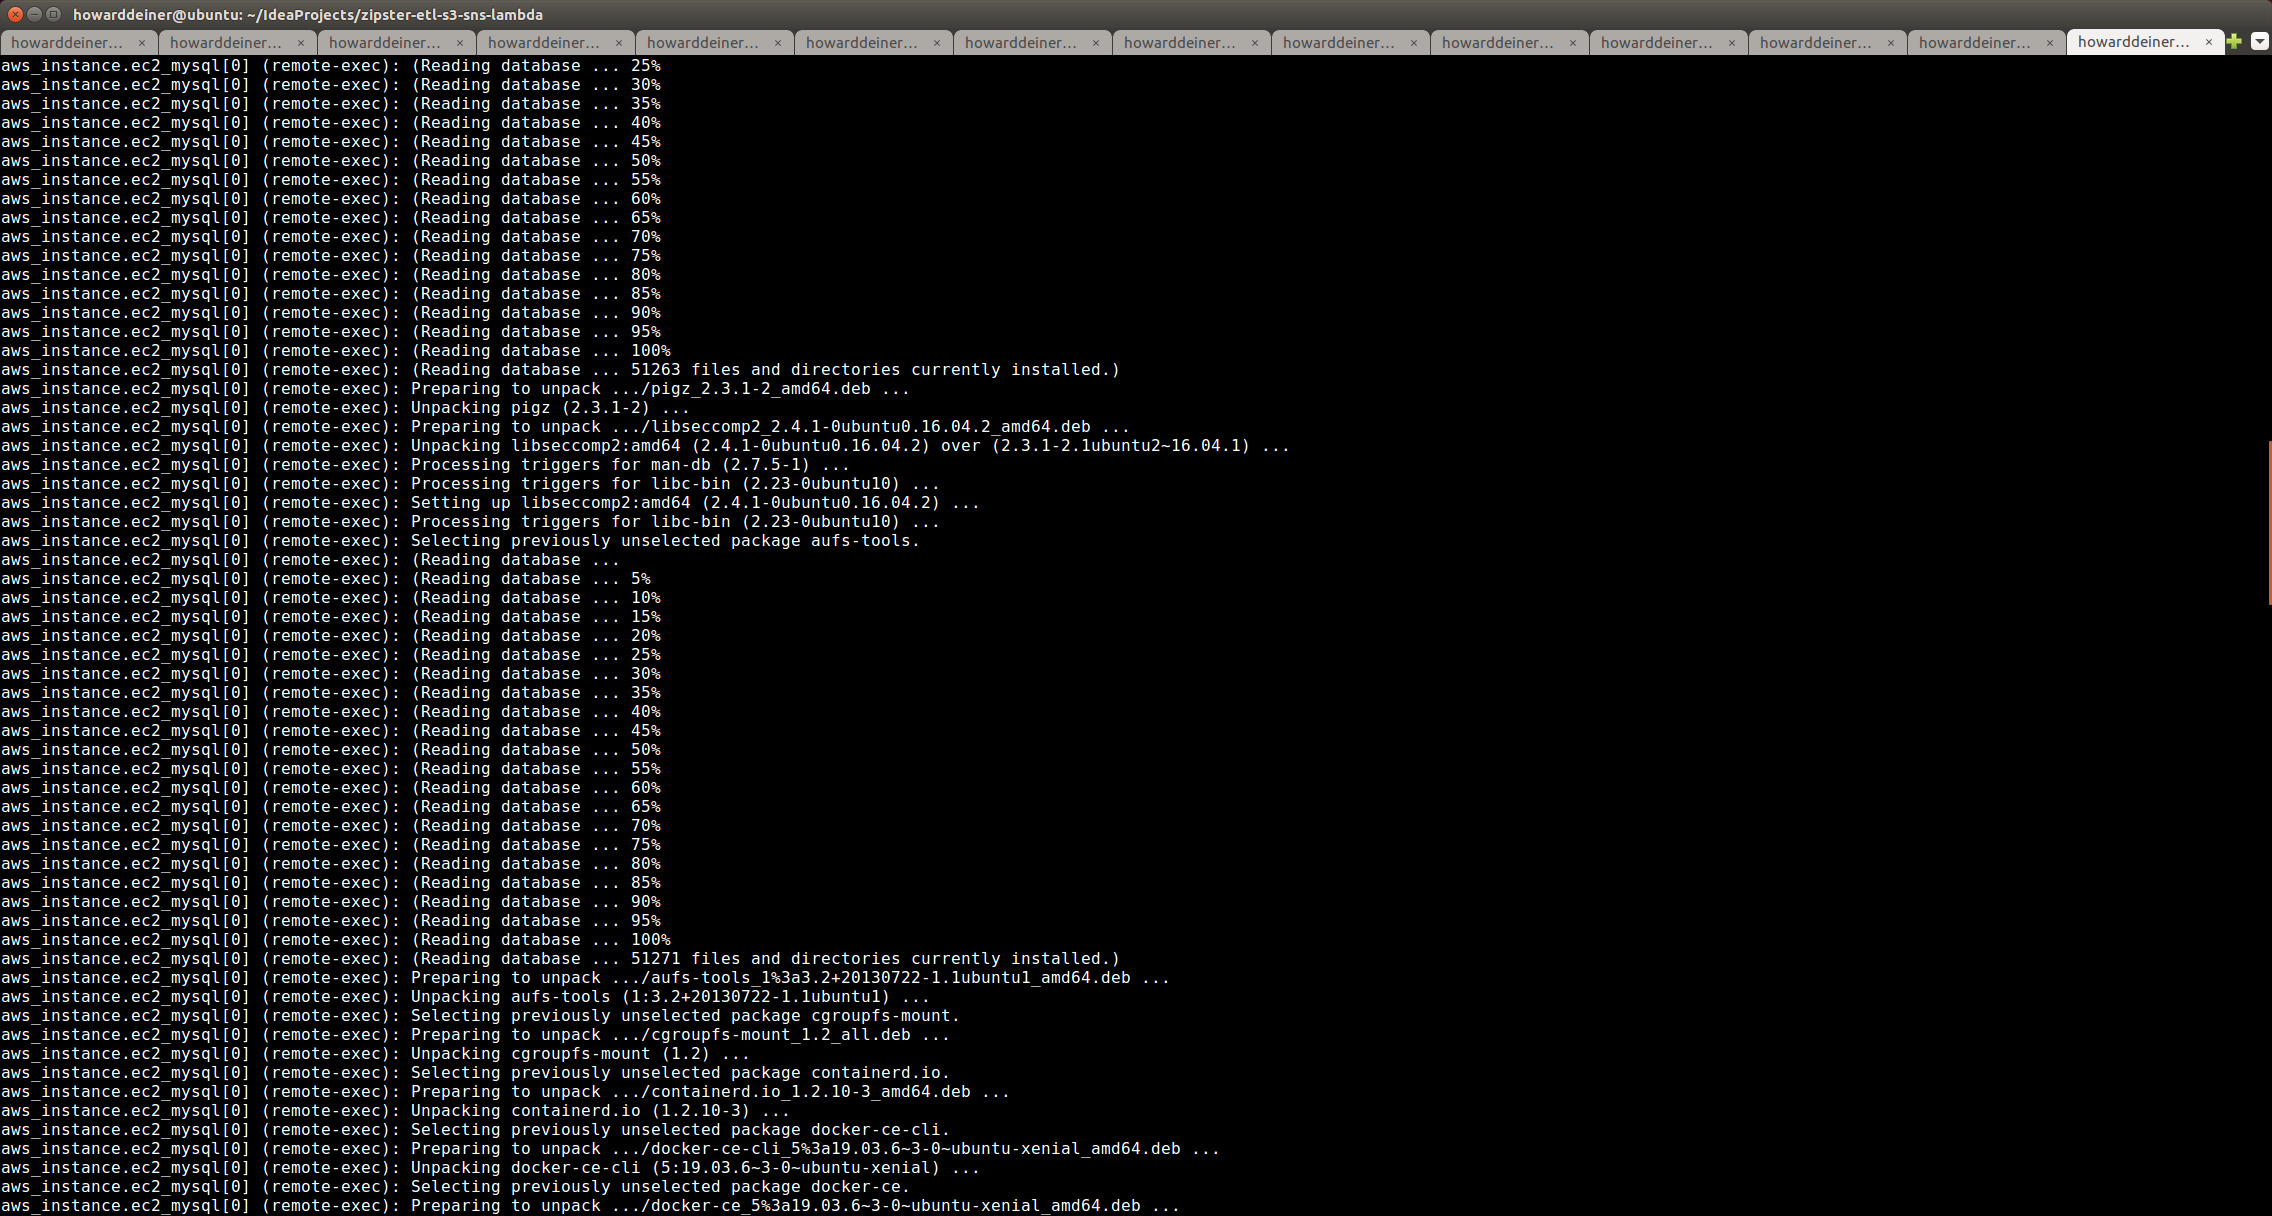 howarddeiner@ubuntu: ~/IdeaProjects/zipster-etl-s3-sns-lambda
howarddeiner... × howarddeiner... × howarddeiner... × howarddeiner... × howarddeiner... × howarddeiner... × howarddeiner... × howarddeiner... × howarddeiner... × howarddeiner... × howarddeiner... × howarddeiner... × howarddeiner... × howarddeiner... ×
aws_instance.ec2_mysql[0] (remote-exec): (Reading database ... 25%
aws_instance.ec2_mysql[0] (remote-exec): (Reading database ... 30%
aws_instance.ec2_mysql[0] (remote-exec): (Reading database ... 35%
aws_instance.ec2_mysql[0] (remote-exec): (Reading database ... 40%
aws_instance.ec2_mysql[0] (remote-exec): (Reading database ... 45%
aws_instance.ec2_mysql[0] (remote-exec): (Reading database ... 50%
aws_instance.ec2_mysql[0] (remote-exec): (Reading database ... 55%
aws_instance.ec2_mysql[0] (remote-exec): (Reading database ... 60%
aws_instance.ec2_mysql[0] (remote-exec): (Reading database ... 65%
aws_instance.ec2_mysql[0] (remote-exec): (Reading database ... 70%
aws_instance.ec2_mysql[0] (remote-exec): (Reading database ... 75%
aws_instance.ec2_mysql[0] (remote-exec): (Reading database ... 80%
aws_instance.ec2_mysql[0] (remote-exec): (Reading database ... 85%
aws_instance.ec2_mysql[0] (remote-exec): (Reading database ... 90%
aws_instance.ec2_mysql[0] (remote-exec): (Reading database ... 95%
aws_instance.ec2_mysql[0] (remote-exec): (Reading database ... 100%
aws_instance.ec2_mysql[0] (remote-exec): (Reading database ... 51263 files and directories currently installed.)
aws_instance.ec2_mysql[0] (remote-exec): Preparing to unpack .../pigz_2.3.1-2_amd64.deb ...
aws_instance.ec2_mysql[0] (remote-exec): Unpacking pigz (2.3.1-2) ...
aws_instance.ec2_mysql[0] (remote-exec): Preparing to unpack .../libseccomp2_2.4.1-0ubuntu0.16.04.2_amd64.deb ...
aws_instance.ec2_mysql[0] (remote-exec): Unpacking libseccomp2:amd64 (2.4.1-0ubuntu0.16.04.2) over (2.3.1-2.1ubuntu2~16.04.1) ...
aws_instance.ec2_mysql[0] (remote-exec): Processing triggers for man-db (2.7.5-1) ...
aws_instance.ec2_mysql[0] (remote-exec): Processing triggers for libc-bin (2.23-0ubuntu10) ...
aws_instance.ec2_mysql[0] (remote-exec): Setting up libseccomp2:amd64 (2.4.1-0ubuntu0.16.04.2) ...
aws_instance.ec2_mysql[0] (remote-exec): Processing triggers for libc-bin (2.23-0ubuntu10) ...
aws_instance.ec2_mysql[0] (remote-exec): Selecting previously unselected package aufs-tools.
aws_instance.ec2_mysql[0] (remote-exec): (Reading database ...
aws_instance.ec2_mysql[0] (remote-exec): (Reading database ... 5%
aws_instance.ec2_mysql[0] (remote-exec): (Reading database ... 10%
aws_instance.ec2_mysql[0] (remote-exec): (Reading database ... 15%
aws_instance.ec2_mysql[0] (remote-exec): (Reading database ... 20%
aws_instance.ec2_mysql[0] (remote-exec): (Reading database ... 25%
aws_instance.ec2_mysql[0] (remote-exec): (Reading database ... 30%
aws_instance.ec2_mysql[0] (remote-exec): (Reading database ... 35%
aws_instance.ec2_mysql[0] (remote-exec): (Reading database ... 40%
aws_instance.ec2_mysql[0] (remote-exec): (Reading database ... 45%
aws_instance.ec2_mysql[0] (remote-exec): (Reading database ... 50%
aws_instance.ec2_mysql[0] (remote-exec): (Reading database ... 55%
aws_instance.ec2_mysql[0] (remote-exec): (Reading database ... 60%
aws_instance.ec2_mysql[0] (remote-exec): (Reading database ... 65%
aws_instance.ec2_mysql[0] (remote-exec): (Reading database ... 70%
aws_instance.ec2_mysql[0] (remote-exec): (Reading database ... 75%
aws_instance.ec2_mysql[0] (remote-exec): (Reading database ... 80%
aws_instance.ec2_mysql[0] (remote-exec): (Reading database ... 85%
aws_instance.ec2_mysql[0] (remote-exec): (Reading database ... 90%
aws_instance.ec2_mysql[0] (remote-exec): (Reading database ... 95%
aws_instance.ec2_mysql[0] (remote-exec): (Reading database ... 100%
aws_instance.ec2_mysql[0] (remote-exec): (Reading database ... 51271 files and directories currently installed.)
aws_instance.ec2_mysql[0] (remote-exec): Preparing to unpack .../aufs-tools_1%3a3.2+20130722-1.1ubuntu1_amd64.deb ...
aws_instance.ec2_mysql[0] (remote-exec): Unpacking aufs-tools (1:3.2+20130722-1.1ubuntu1) ...
aws_instance.ec2_mysql[0] (remote-exec): Selecting previously unselected package cgroupfs-mount.
aws_instance.ec2_mysql[0] (remote-exec): Preparing to unpack .../cgroupfs-mount_1.2_all.deb ...
aws_instance.ec2_mysql[0] (remote-exec): Unpacking cgroupfs-mount (1.2) ...
aws_instance.ec2_mysql[0] (remote-exec): Selecting previously unselected package containerd.io.
aws_instance.ec2_mysql[0] (remote-exec): Preparing to unpack .../containerd.io_1.2.10-3_amd64.deb ...
aws_instance.ec2_mysql[0] (remote-exec): Unpacking containerd.io (1.2.10-3) ...
aws_instance.ec2_mysql[0] (remote-exec): Selecting previously unselected package docker-ce-cli.
aws_instance.ec2_mysql[0] (remote-exec): Preparing to unpack .../docker-ce-cli_5%3a19.03.6~3-0~ubuntu-xenial_amd64.deb ...
aws_instance.ec2_mysql[0] (remote-exec): Unpacking docker-ce-cli (5:19.03.6~3-0~ubuntu-xenial) ...
aws_instance.ec2_mysql[0] (remote-exec): Selecting previously unselected package docker-ce.
aws_instance.ec2_mysql[0] (remote-exec): Preparing to unpack .../docker-ce_5%3a19.03.6~3-0~ubuntu-xenial_amd64.deb ...